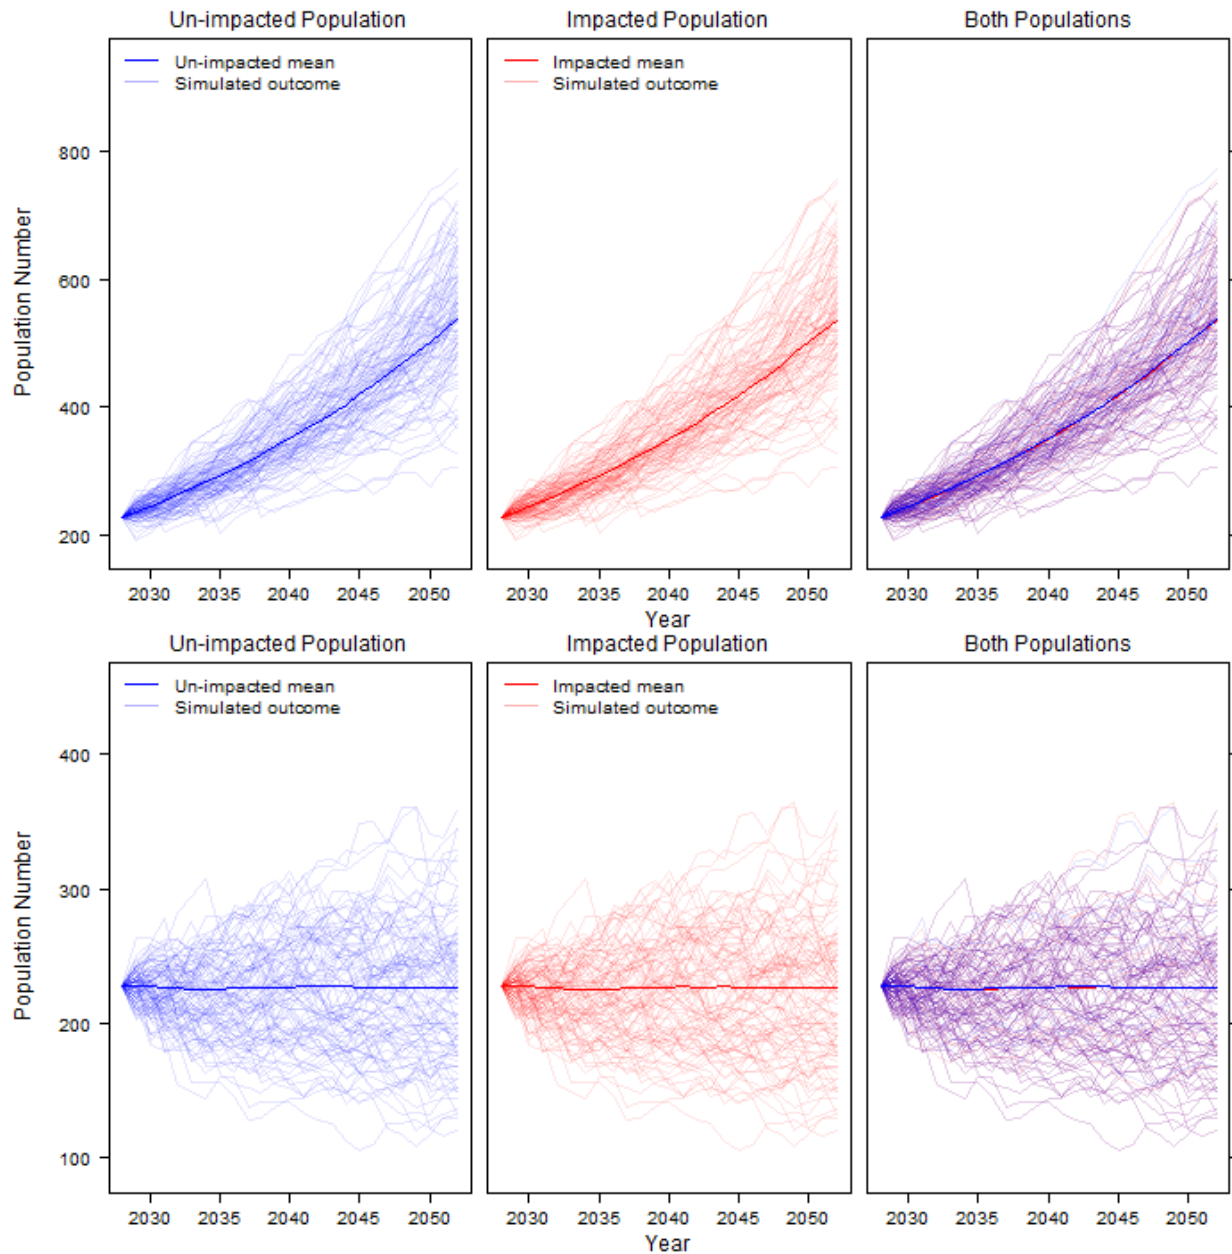 Un-impacted Population
Impacted Population
Both Populations
Un-impacted mean
Simulated outcome
Impacted mean
Simulated outcome
Population Number
800
600
400
200
2030 2035 2040 2045 2050
2030 2035 2040 2045 2050
2030 2035 2040 2045 2050
Year
Un-impacted Population
Impacted Population
Both Populations
Un-impacted mean
Simulated outcome
Impacted mean
Simulated outcome
Population Number
400
300
200
100
2030 2035 2040 2045 2050
2030 2035 2040 2045 2050
2030 2035 2040 2045 2050
Year